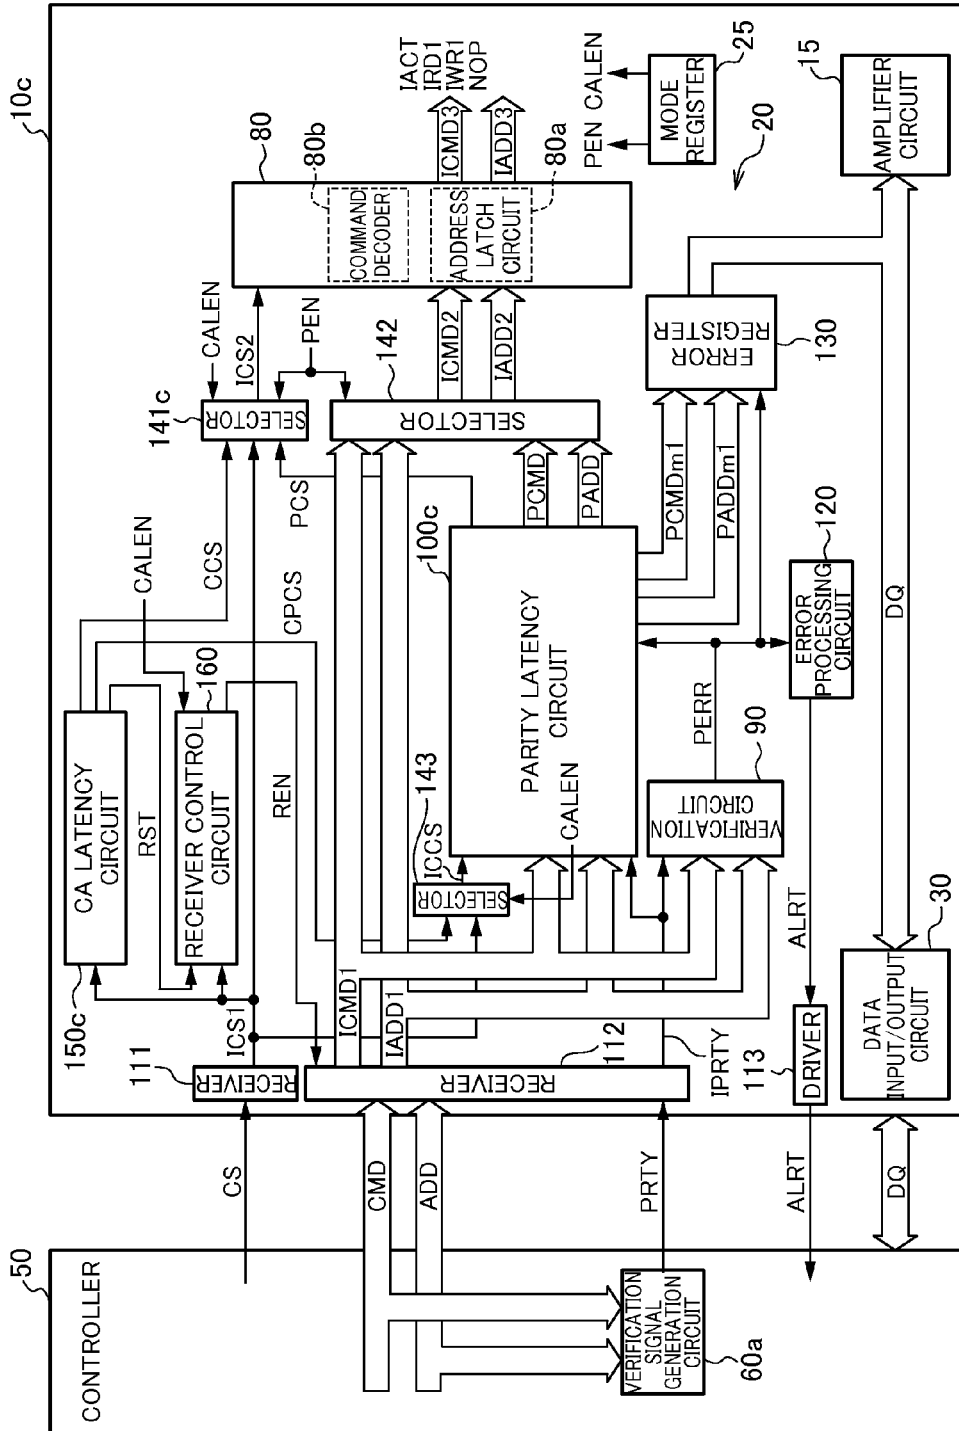 50
CONTROLLER
VERIFICATION
SIGNAL
GENERATION
CIRCUIT
60a
CS
CMD
ADD
PRTY
ALRT
DQ
10c
150c
CA LATENCY
CIRCUIT
RST
RECEIVER CONTROL
CIRCUIT
160
REN
CALEN
CCS
CPCS
111
RECEIVER
ICS1
ICMD1
IADD1
112
RECEIVER
IPRTY
113
DRIVER
ALRT
DATA
INPUT/OUTPUT
CIRCUIT
30
143
SELECTOR
ICCS
CALEN
PARITY LATENCY
CIRCUIT
100c
PCS
VERIFICATION
CIRCUIT
90
PERR
ERROR
PROCESSING
CIRCUIT
120
DQ
141c
SELECTOR
CALEN
ICS2
PEN
142
SELECTOR
PCMD
PADD
PCMDm1
PADDm1
ERROR
REGISTER
130
ICMD2
IADD2
80
80b
COMMAND
DECODER
ADDRESS
LATCH
CIRCUIT
80a
ICMD3
IADD3
IACT
IRD1
IWR1
NOP
PEN
CALEN
MODE
REGISTER
25
20
15
AMPLIFIER
CIRCUIT